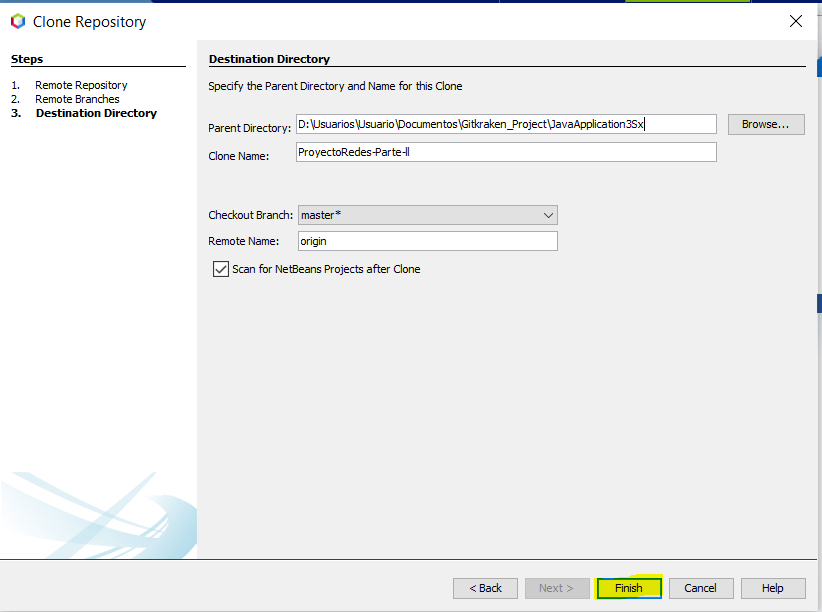 Clone Repository
Steps
1. Remote Repository
2. Remote Branches
3. Destination Directory
Destination Directory
Specify the Parent Directory and Name for this Clone
Parent Directory: D:\Usuarios\Usuario\Documentos\Gitkraken_Project\JavaApplication3Sx Browse...
Clone Name: ProyectoRedes-Parte-ll
Checkout Branch: master*
Remote Name: origin
Scan for NetBeans Projects after Clone
< Back Next > Finish Cancel Help